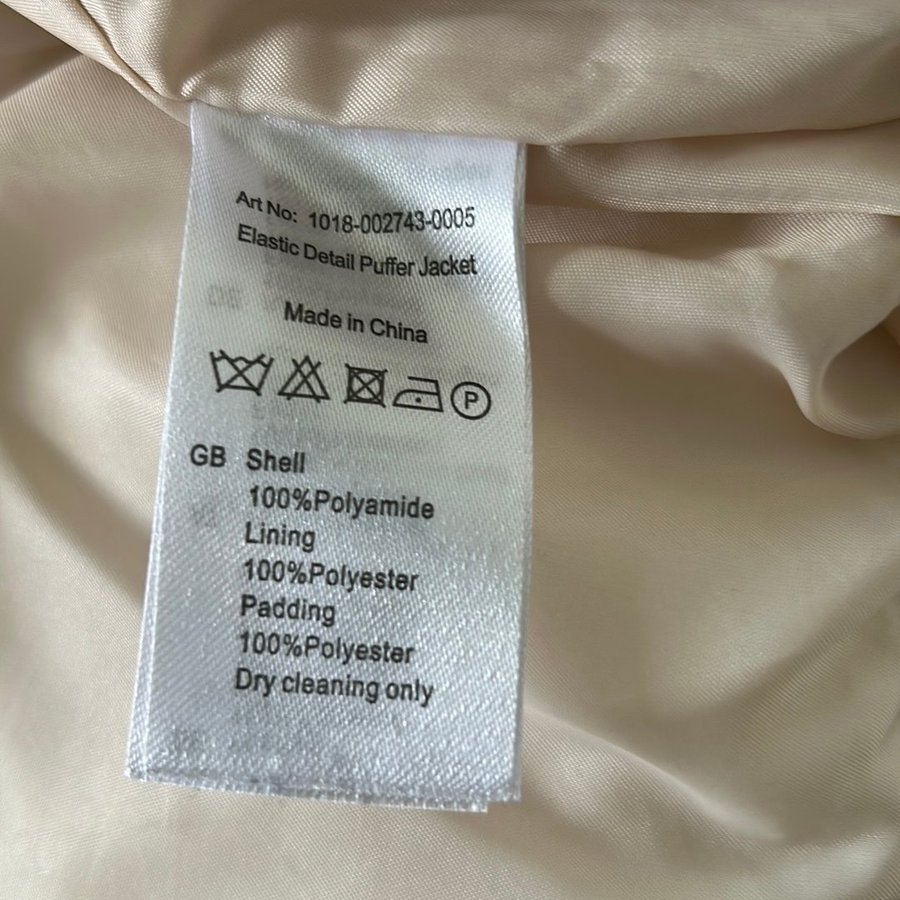 Art No: 1018-002743-0005
Elastic Detail Puffer Jacket
Made in China
P
GB Shell
100%Polyamide
Lining
100%Polyester
Padding
100%Polyester
Dry cleaning only